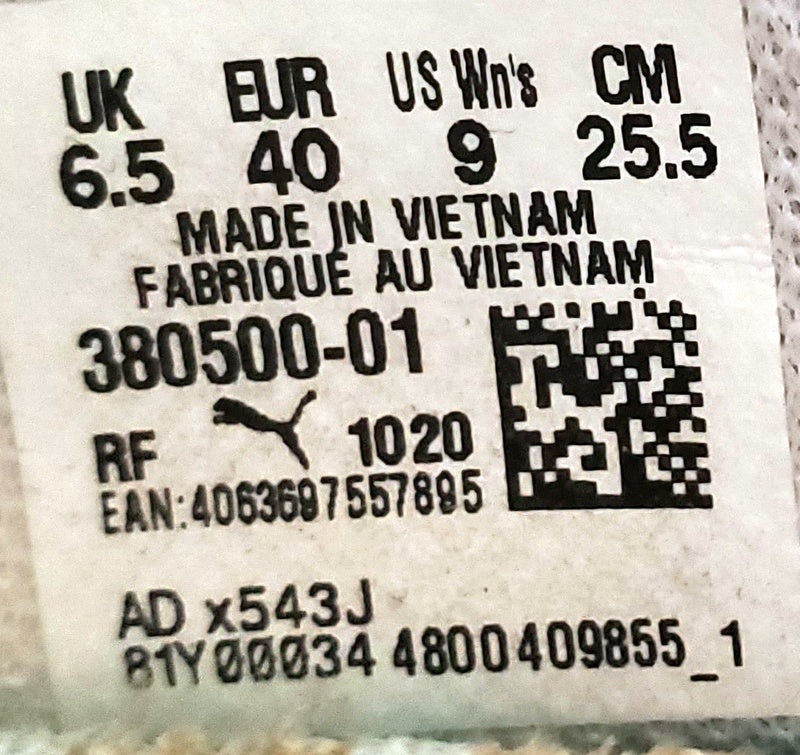 UK EUR US Wn's CM
6.5 40 9 25.5
MADE IN VIETNAM
FABRIQUÉ AU VIETNAM
380500-01
RF 1020
EAN:4063697557895
AD x543J
81Y00034 4800409855_1